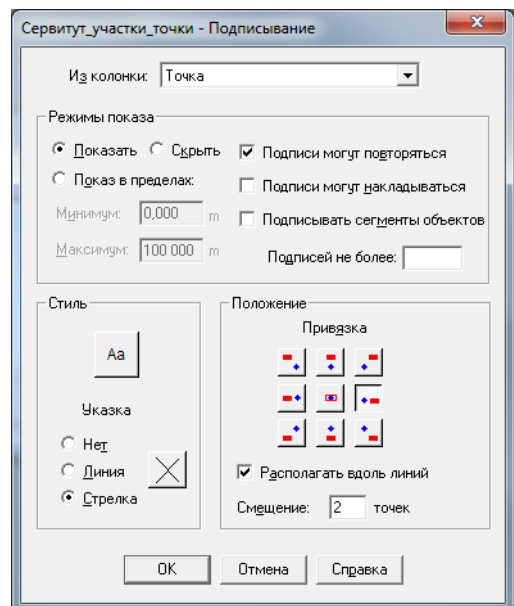 Сервитут_участки_точки - Подписывание
Из колонки: Точка
Режимы показа
Показать Скрыть Подписи могут повторяться
Показ в пределах: Подписи могут накладываться
Минимум: 0,000 m Подписывать сегменты объектов
Максимум: 100 000 m Подписей не более:
Стиль
Aa
Указка
Нет
Линия
Стрелка
Положение
Привязка
Располагать вдоль линий
Смещение: 2 точек
OK Отмена Справка